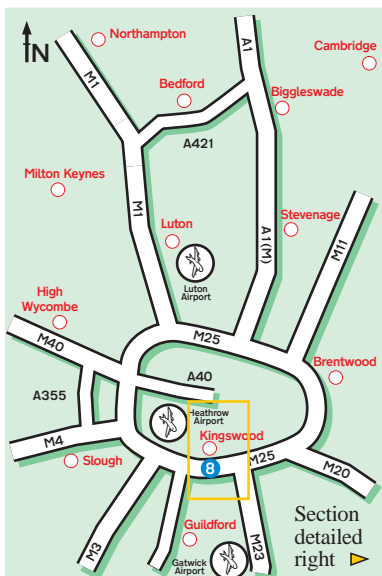 N
Northampton
A1
Cambridge
M1
Bedford
Biggleswade
A421
Milton Keynes
M1
Luton
Stevenage
A1(M)
M11
Luton
Airport
High
Wycombe
M40
M25
Brentwood
A355
A40
Heathrow
Airport
M4
Kingswood
Slough
8
M25
M20
Guildford
M3
Gatwick
Airport
M23
Section
detailed
right